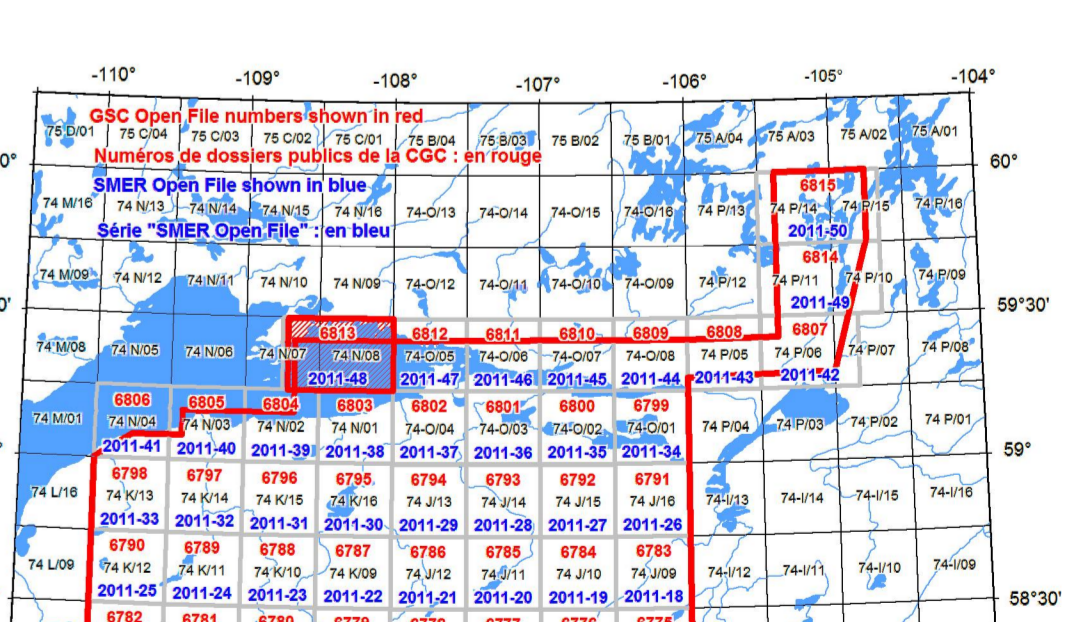 -110° -109° -108° -107° -106° -105° -104°
GSC Open File numbers shown in red
75 D/01 75 C/04 75 C/03 75 C/02 75 C/01 75 B/04 75 B/03 75 B/02 75 B/01 75 A/04 75 A/03 75 A/02 75 A/01
Numéros de dossiers publics de la CGC : en rouge
0° 60°
SMER Open File shown in blue
6815
74 M/16 74 N/13 74 N/14 74 N/15 74 N/16 74-O/13 74-O/14 74-O/15 74-O/16 74 P/13 74 P/14 74 P/15 74 P/16
Série "SMER Open File" : en bleu
2011-50
6814
74 M/09 74 N/12 74 N/11 74 N/10 74 N/09 74-O/12 74-O/11 74-O/10 74-O/09 74 P/12 74 P/11 74 P/10 74 P/09
2011-49
0' 59°30'
6813 6812 6811 6810 6809 6808 6807
74 M/08 74 N/05 74 N/06 74 N/07 74 N/08 74-O/05 74-O/06 74-O/07 74-O/08 74 P/05 74 P/06 74 P/07 74 P/08
2011-48 2011-47 2011-46 2011-45 2011-44 2011-43 2011-42
6806 6805 6804 6803 6802 6801 6800 6799
74 M/01 74 N/04 74 N/03 74 N/02 74 N/01 74-O/04 74-O/03 74-O/02 74-O/01 74 P/04 74 P/03 74 P/02 74 P/01
2011-41 2011-40 2011-39 2011-38 2011-37 2011-36 2011-35 2011-34
° 59°
6798 6797 6796 6795 6794 6793 6792 6791
74 L/16 74 K/13 74 K/14 74 K/15 74 K/16 74 J/13 74 J/14 74 J/15 74 J/16 74-I/13 74-I/14 74-I/15 74-I/16
2011-33 2011-32 2011-31 2011-30 2011-29 2011-28 2011-27 2011-26
6790 6789 6788 6787 6786 6785 6784 6783
74 L/09 74 K/12 74 K/11 74 K/10 74 K/09 74 J/12 74 J/11 74 J/10 74 J/09 74-I/12 74-I/11 74-I/10 74-I/09
2011-25 2011-24 2011-23 2011-22 2011-21 2011-20 2011-19 2011-18
58°30'
6782 6781 6780 6779 6778 6777 6776 6775